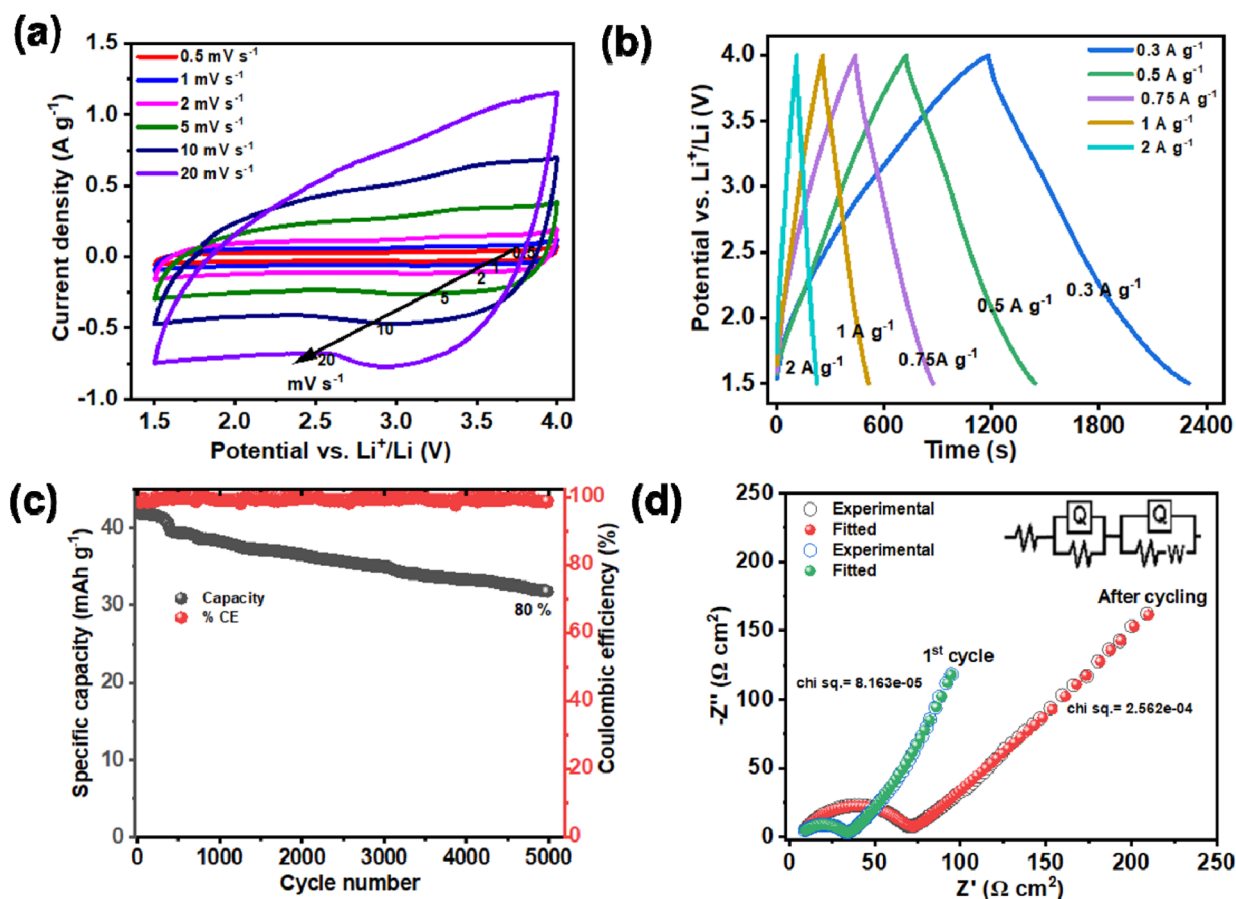 (a)
1.5
1.0
0.5
0.0
-0.5
-1.0
Current density (A g⁻¹)
0.5 mV s⁻¹
1 mV s⁻¹
2 mV s⁻¹
5 mV s⁻¹
10 mV s⁻¹
20 mV s⁻¹
0.5
1
2
5
10
20
mV s⁻¹
1.5 2.0 2.5 3.0 3.5 4.0
Potential vs. Li⁺/Li (V)
(b)
4.0
3.5
3.0
2.5
2.0
1.5
Potential vs. Li⁺/Li (V)
0.3 A g⁻¹
0.5 A g⁻¹
0.75 A g⁻¹
1 A g⁻¹
2 A g⁻¹
0.3 A g⁻¹
0.5 A g⁻¹
1 A g⁻¹
0.75A g⁻¹
2 A g⁻¹
0 600 1200 1800 2400
Time (s)
(c)
40
30
20
10
0
Specific capacity (mAh g⁻¹)
Capacity
% CE
80 %
100
80
60
40
20
0
Coulombic efficiency (%)
0 1000 2000 3000 4000 5000
Cycle number
(d)
250
200
150
100
50
0
-Z'' (Ω cm²)
Experimental
Fitted
Experimental
Fitted
Q
Q
W
After cycling
1ˢᵗ cycle
chi sq.= 8.163e-05
chi sq.= 2.562e-04
0 50 100 150 200 250
Z' (Ω cm²)